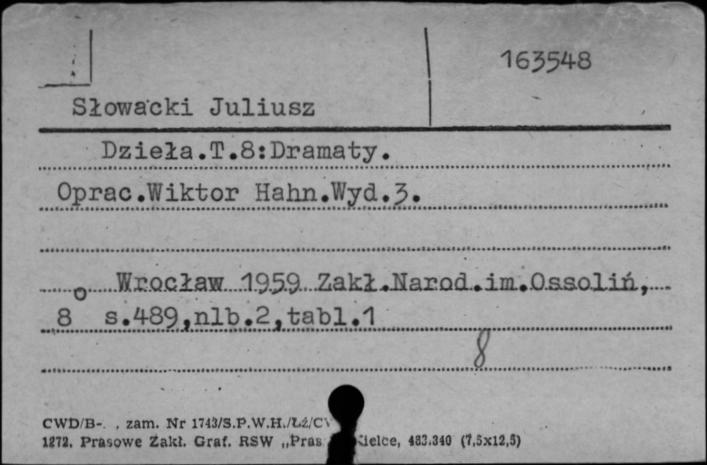 163548
Słowacki Juliusz
Dzieła.T.8:Dramaty.
Oprac.Wiktor Hahn.Wyd.3.
Wrocław 1959 Zakł.Narod.im.Ossoliń,
8° s.489,nlb.2,tabl.1
8
CWD/B- , zam. Nr 1743/S.P.W.H./Łź/CW
1272. Prasowe Zakł. Graf. RSW „Pras Kielce, 483.340 (7,5x12,5)